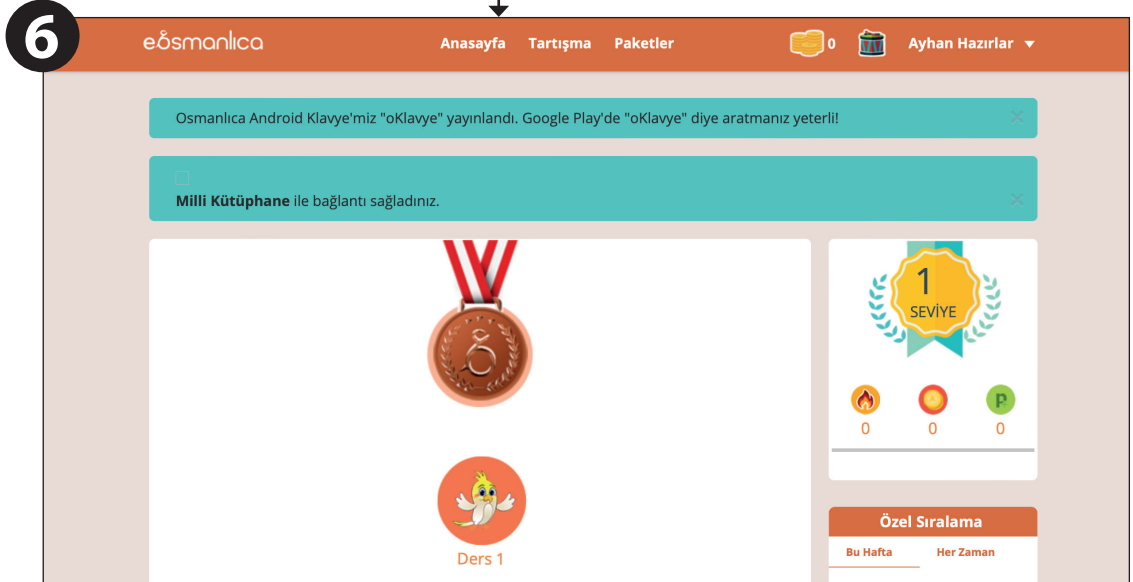 6
eosmanlıca
Anasayfa Tartışma Paketler 0 Ayhan Hazırlar
Osmanlıca Android Klavye'miz "oKlavye" yayınlandı. Google Play'de "oKlavye" diye aratmanız yeterli!
Milli Kütüphane ile bağlantı sağladınız.
1
SEVİYE
0 0 0
Ders 1
Özel Sıralama
Bu Hafta Her Zaman